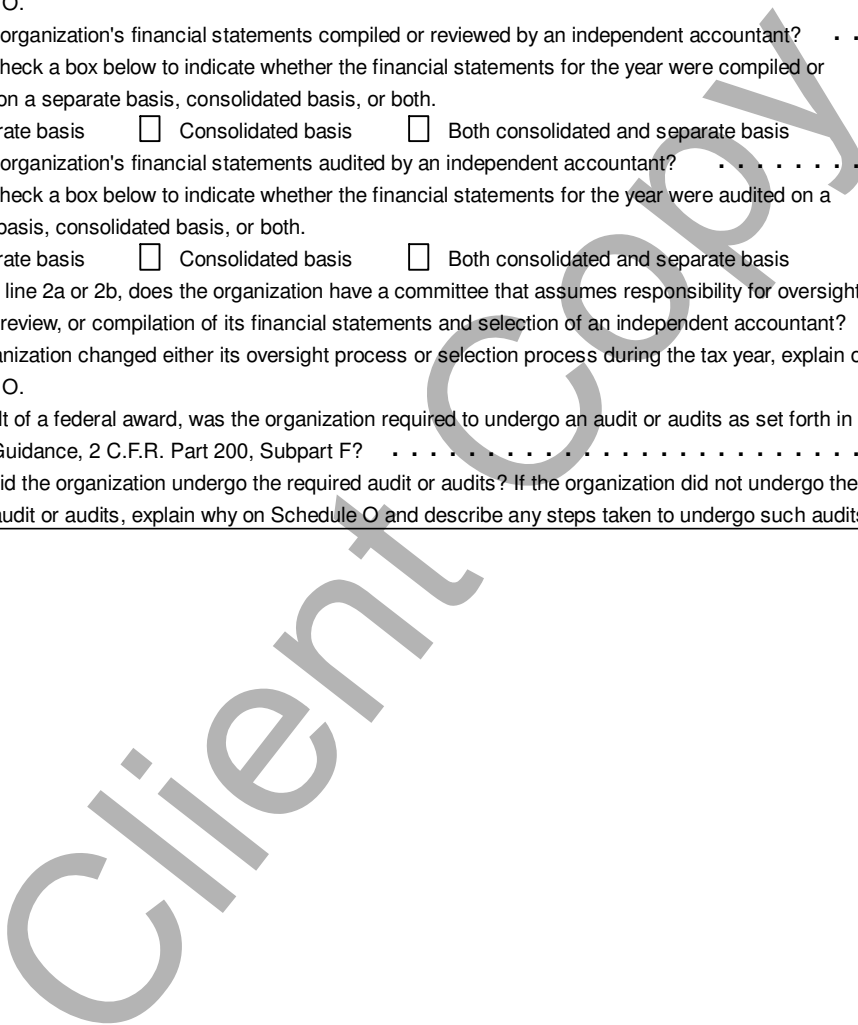 O.
organization's financial statements compiled or reviewed by an independent accountant? . .
heck a box below to indicate whether the financial statements for the year were compiled or
on a separate basis, consolidated basis, or both.
rate basis ☐ Consolidated basis ☐ Both consolidated and separate basis
organization's financial statements audited by an independent accountant? . . . . . . . .
heck a box below to indicate whether the financial statements for the year were audited on a
basis, consolidated basis, or both.
rate basis ☐ Consolidated basis ☐ Both consolidated and separate basis
line 2a or 2b, does the organization have a committee that assumes responsibility for oversight
review, or compilation of its financial statements and selection of an independent accountant?
anization changed either its oversight process or selection process during the tax year, explain o
O.
lt of a federal award, was the organization required to undergo an audit or audits as set forth in
Guidance, 2 C.F.R. Part 200, Subpart F? . . . . . . . . . . . . . . . . . . . . . . . . . .
id the organization undergo the required audit or audits? If the organization did not undergo the
audit or audits, explain why on Schedule O and describe any steps taken to undergo such audits
Client Copy